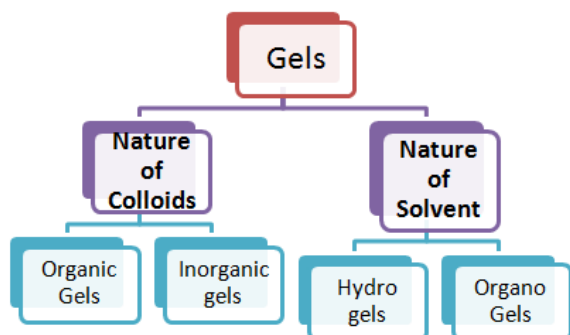 Gels
Nature
of
Colloids
Nature
of
Solvent
Organic
Gels
Inorganic
gels
Hydro
gels
Organo
Gels